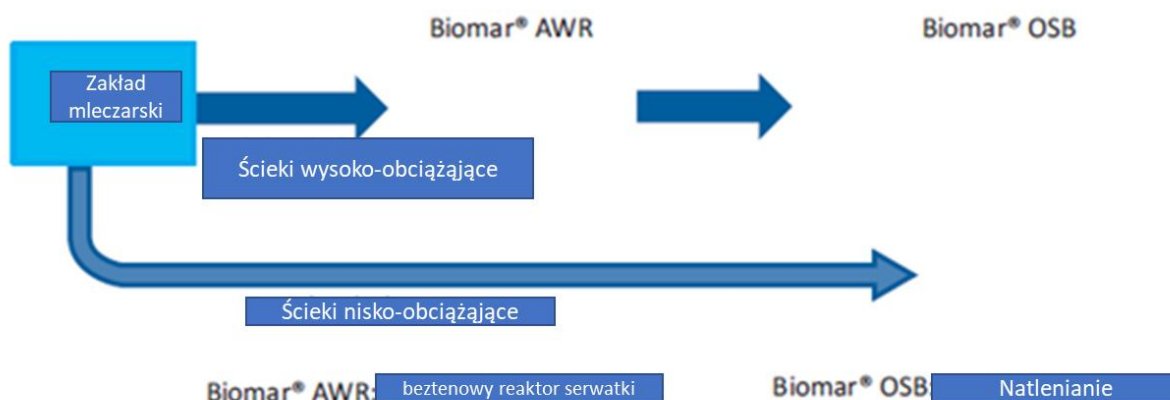 Biomar® AWR
Biomar® OSB
Zakład
mleczarski
Ścieki wysoko-obciążające
Ścieki nisko-obciążające
Biomar® AWR: beztenowy reaktor serwatki
Biomar® OSB: Natlenianie